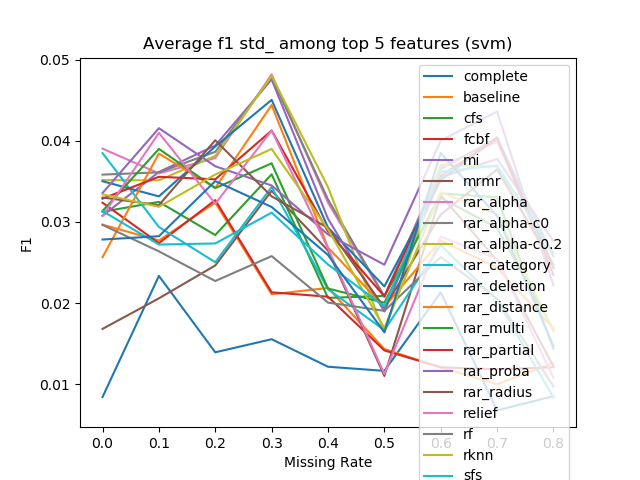 Average f1 std_ among top 5 features (svm)
0.05
0.04
0.03
0.02
0.01
F1
0.0 0.1 0.2 0.3 0.4 0.5 0.6 0.7 0.8
Missing Rate
complete
baseline
cfs
fcbf
mi
mrmr
rar_alpha
rar_alpha-c0
rar_alpha-c0.2
rar_category
rar_deletion
rar_distance
rar_multi
rar_partial
rar_proba
rar_radius
relief
rf
rknn
sfs